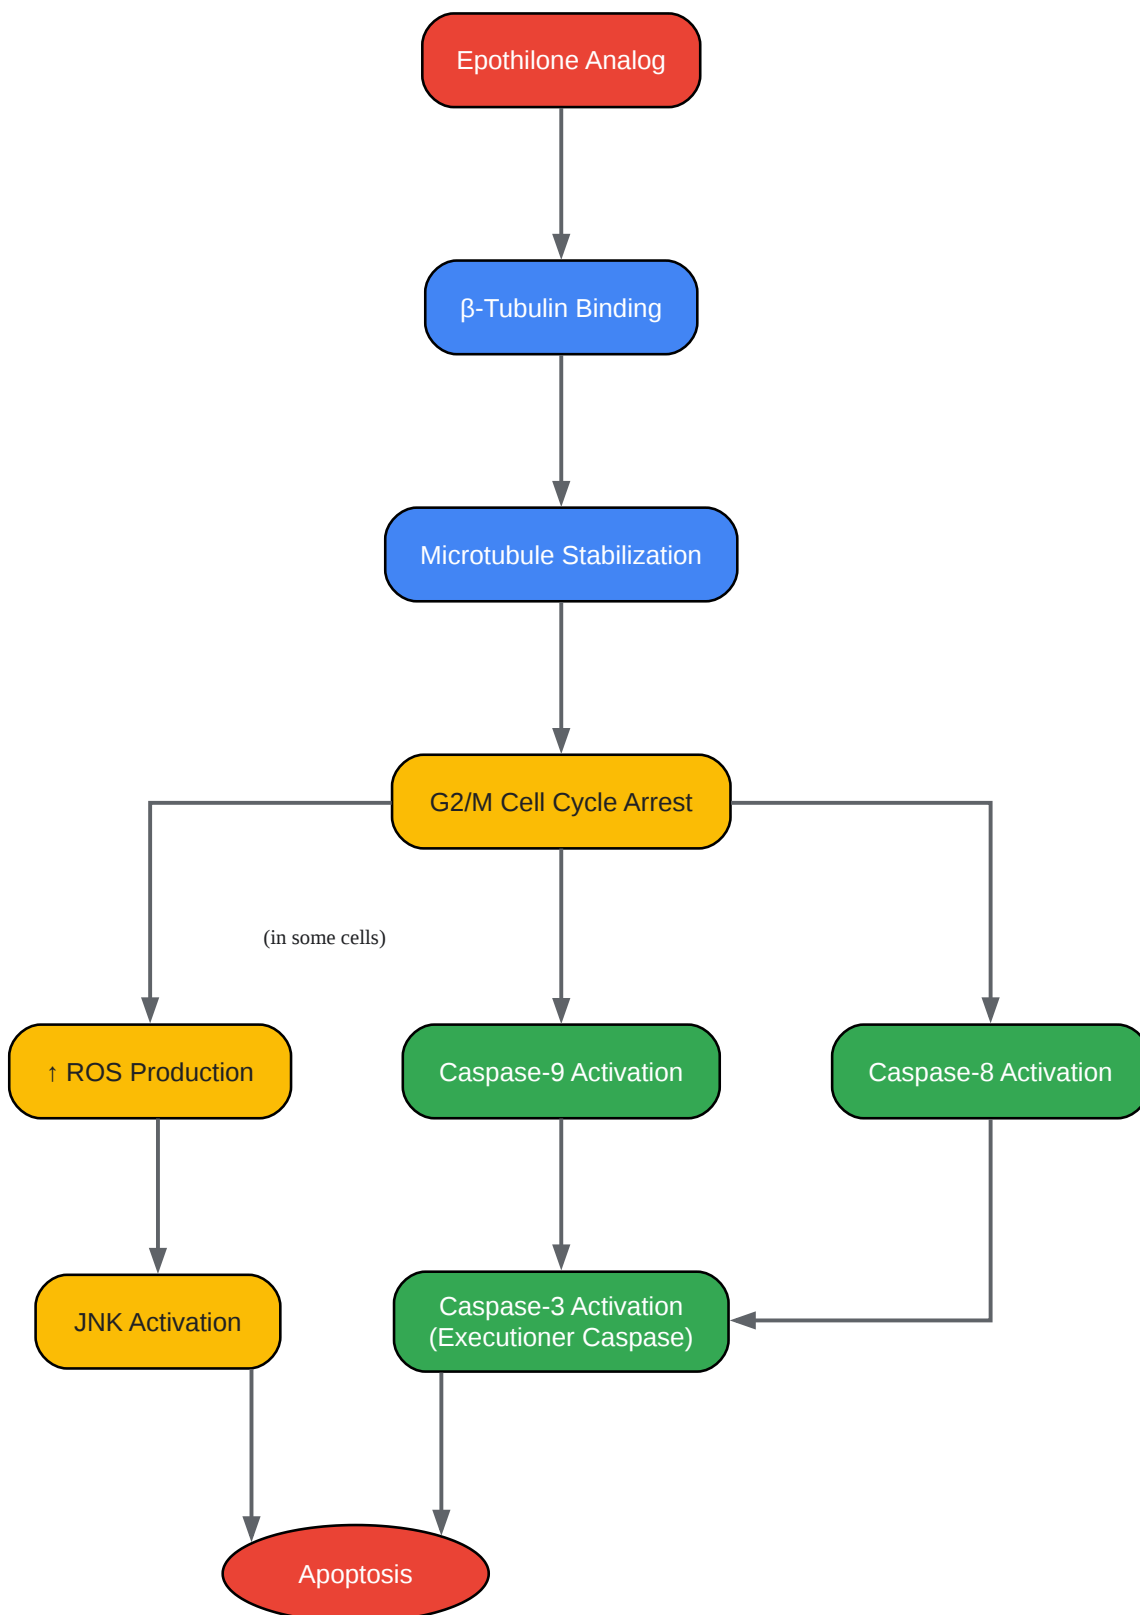 Epothilone Analog
β-Tubulin Binding
Microtubule Stabilization
G2/M Cell Cycle Arrest
(in some cells)
↑ ROS Production
Caspase-9 Activation
Caspase-8 Activation
JNK Activation
Caspase-3 Activation
(Executioner Caspase)
Apoptosis